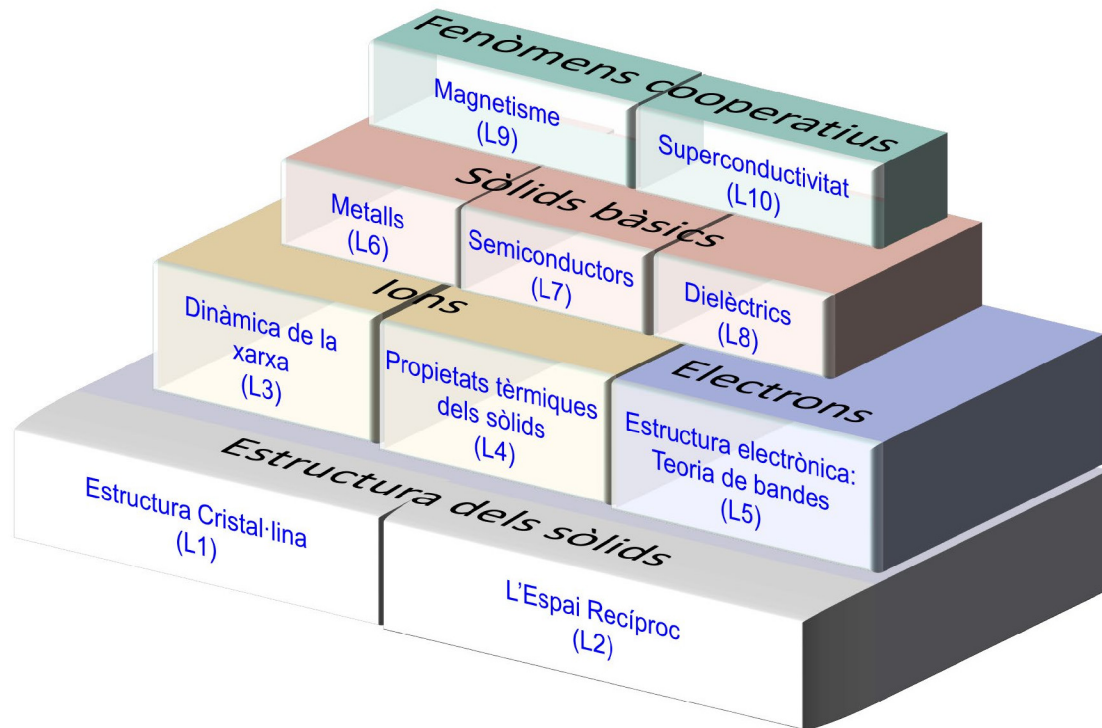 Fenòmens cooperatius
Magnetisme
(L9)
Superconductivitat
(L10)
Sòlids bàsics
Metalls
(L6)
Semiconductors
(L7)
Dielèctrics
(L8)
Ions
Electrons
Dinàmica de la
xarxa
(L3)
Propietats tèrmiques
dels sòlids
(L4)
Estructura electrònica:
Teoria de bandes
(L5)
Estructura dels sòlids
Estructura Cristal·lina
(L1)
L'Espai Recíproc
(L2)